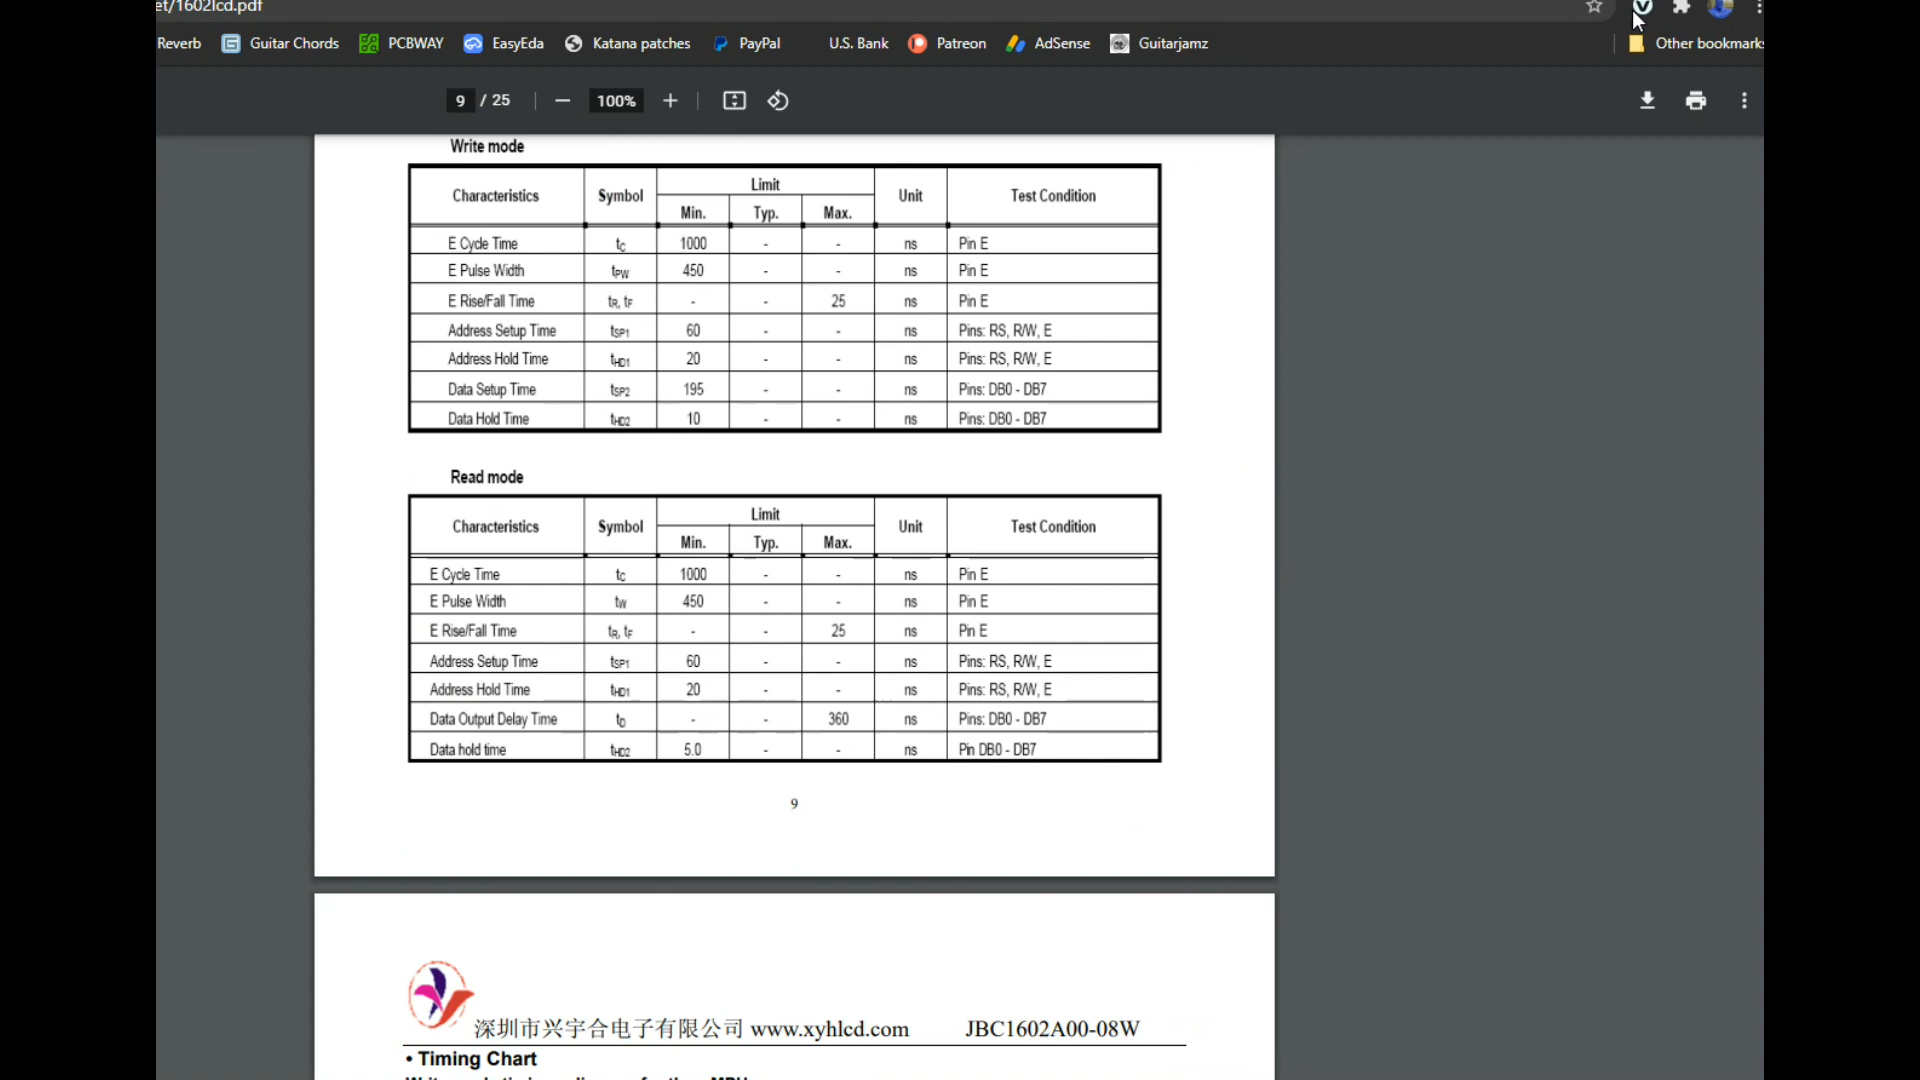 et/1602lcd.pdf
Reverb Guitar Chords PCBWAY EasyEda Katana patches PayPal U.S. Bank Patreon AdSense Guitarjamz Other bookmarks
9 / 25 100%
Write mode
Characteristics Symbol Limit Unit Test Condition
Min. Typ. Max.
E Cycle Time tC 1000 - - ns Pin E
E Pulse Width tPW 450 - - ns Pin E
E Rise/Fall Time tR, tF - - 25 ns Pin E
Address Setup Time tSP1 60 - - ns Pins: RS, R/W, E
Address Hold Time tHD1 20 - - ns Pins: RS, R/W, E
Data Setup Time tSP2 195 - - ns Pins: DB0 - DB7
Data Hold Time tHD2 10 - - ns Pins: DB0 - DB7
Read mode
Characteristics Symbol Limit Unit Test Condition
Min. Typ. Max.
E Cycle Time tC 1000 - - ns Pin E
E Pulse Width tW 450 - - ns Pin E
E Rise/Fall Time tR, tF - - 25 ns Pin E
Address Setup Time tSP1 60 - - ns Pins: RS, R/W, E
Address Hold Time tHD1 20 - - ns Pins: RS, R/W, E
Data Output Delay Time tD - - 360 ns Pins: DB0 - DB7
Data hold time tHD2 5.0 - - ns Pin DB0 - DB7
9
深圳市兴宇合电子有限公司 www.xyhlcd.com JBC1602A00-08W
• Timing Chart